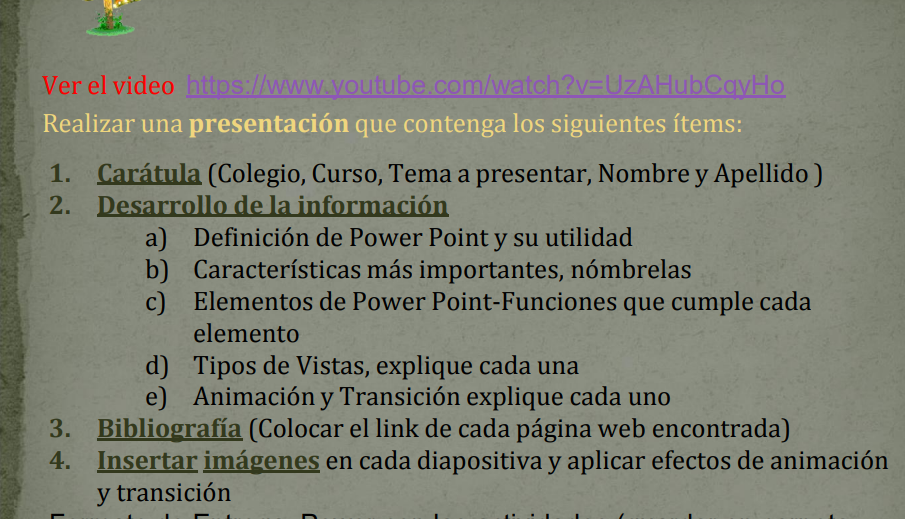 Ver el video https://www.youtube.com/watch?v=UzAHubCqyHo
Realizar una presentación que contenga los siguientes ítems:
1. Carátula (Colegio, Curso, Tema a presentar, Nombre y Apellido )
2. Desarrollo de la información
a) Definición de Power Point y su utilidad
b) Características más importantes, nómbrelas
c) Elementos de Power Point-Funciones que cumple cada
elemento
d) Tipos de Vistas, explique cada una
e) Animación y Transición explique cada uno
3. Bibliografía (Colocar el link de cada página web encontrada)
4. Insertar imágenes en cada diapositiva y aplicar efectos de animación
y transición